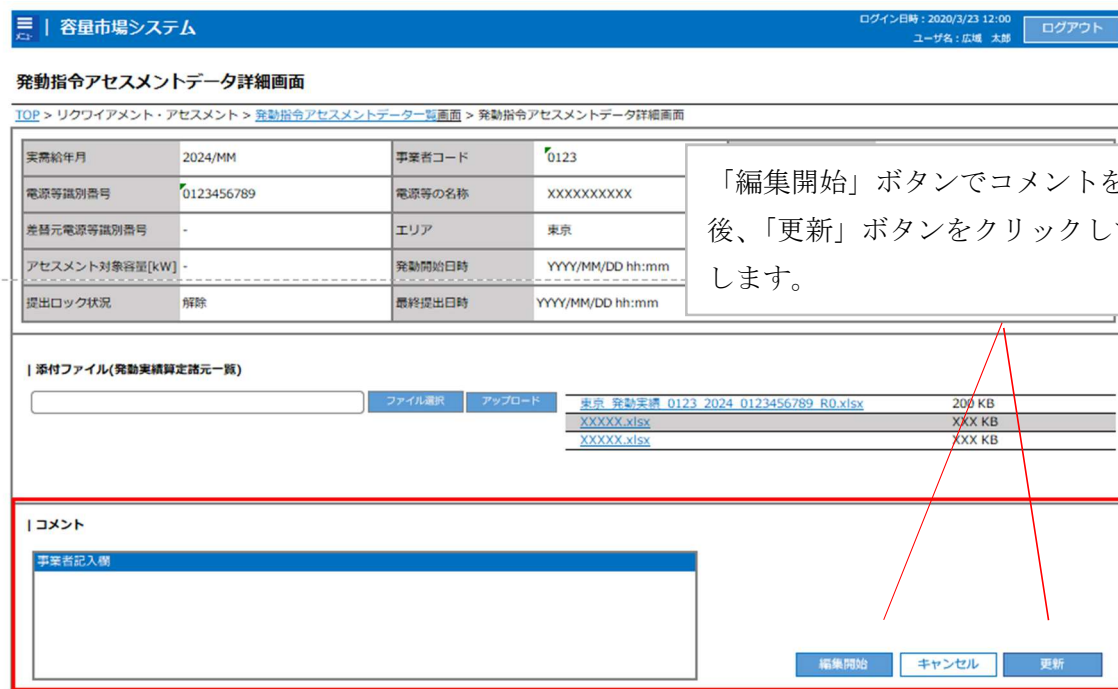 メニュー | 容量市場システム
ログイン日時 : 2020/3/23 12:00
ユーザ名 : 広域 太郎
ログアウト
発動指令アセスメントデータ詳細画面
TOP > リクワイアメント・アセスメント > 発動指令アセスメントデータ一覧画面 > 発動指令アセスメントデータ詳細画面
実需給年月 2024/MM 事業者コード 0123
電源等識別番号 0123456789 電源等の名称 XXXXXXXXXX
差替元電源等識別番号 - エリア 東京
アセスメント対象容量[kW] - 発動開始日時 YYYY/MM/DD hh:mm
提出ロック状況 解除 最終提出日時 YYYY/MM/DD hh:mm
「編集開始」ボタンでコメントを
後、「更新」ボタンをクリックし
します。
| 添付ファイル(発動実績算定諸元一覧)
ファイル選択 アップロード
東京_発動実績_0123_2024_0123456789_R0.xlsx 200 KB
XXXXX.xlsx XXX KB
XXXXX.xlsx XXX KB
| コメント
事業者記入欄
編集開始 キャンセル 更新